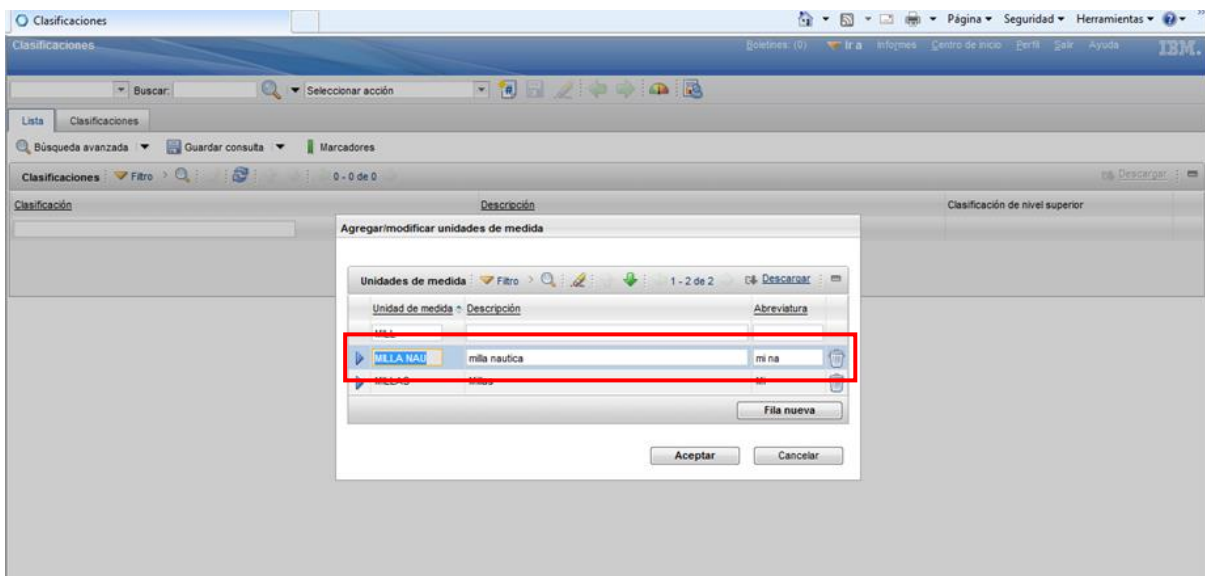 Clasificaciones
Página Seguridad Herramientas
Clasificaciones Boletines: (0) Ir a Informes Centro de inicio Perfil Salir Ayuda IBM.
Buscar: Seleccionar acción
Lista Clasificaciones
Búsqueda avanzada Guardar consulta Marcadores
Clasificaciones Filtro 0 - 0 de 0 Descargar
Clasificación Descripción Clasificación de nivel superior
Agregar/modificar unidades de medida
Unidades de medida Filtro 1 - 2 de 2 Descargar
Unidad de medida Descripción Abreviatura
MILL
MILLA NAU milla nautica mi na
MILLAS Millas Mi
Fila nueva
Aceptar Cancelar